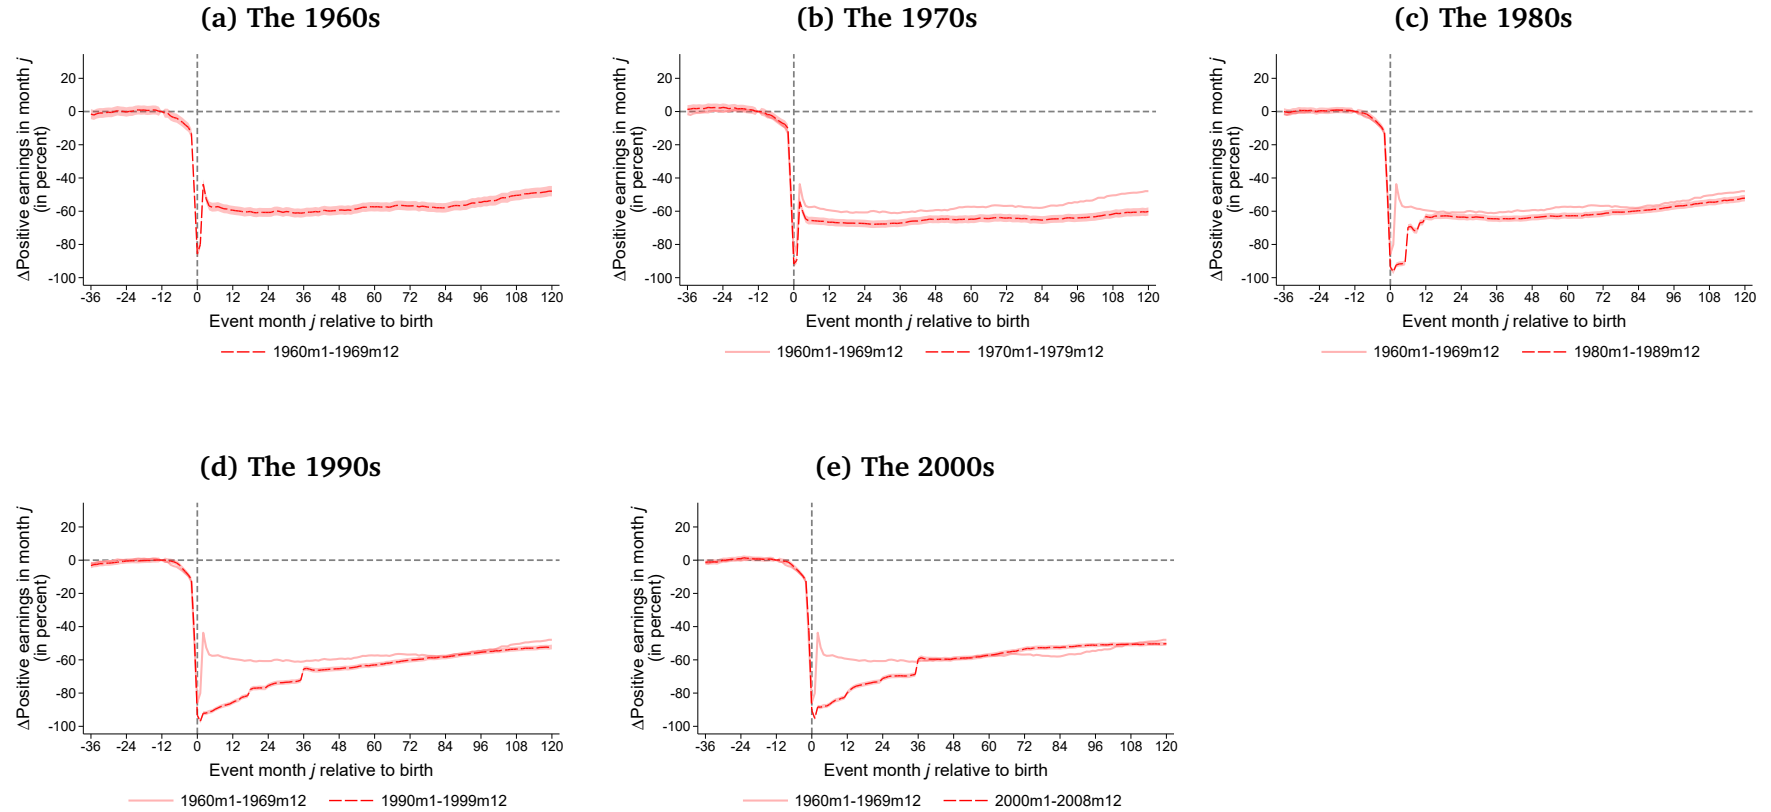 (a) The 1960s
ΔPositive earnings in month j
(in percent)
20
0
-20
-40
-60
-80
-100
-36 -24 -12 0 12 24 36 48 60 72 84 96 108 120
Event month j relative to birth
1960m1-1969m12
(b) The 1970s
ΔPositive earnings in month j
(in percent)
20
0
-20
-40
-60
-80
-100
-36 -24 -12 0 12 24 36 48 60 72 84 96 108 120
Event month j relative to birth
1960m1-1969m12 1970m1-1979m12
(c) The 1980s
ΔPositive earnings in month j
(in percent)
20
0
-20
-40
-60
-80
-100
-36 -24 -12 0 12 24 36 48 60 72 84 96 108 120
Event month j relative to birth
1960m1-1969m12 1980m1-1989m12
(d) The 1990s
ΔPositive earnings in month j
(in percent)
20
0
-20
-40
-60
-80
-100
-36 -24 -12 0 12 24 36 48 60 72 84 96 108 120
Event month j relative to birth
1960m1-1969m12 1990m1-1999m12
(e) The 2000s
ΔPositive earnings in month j
(in percent)
20
0
-20
-40
-60
-80
-100
-36 -24 -12 0 12 24 36 48 60 72 84 96 108 120
Event month j relative to birth
1960m1-1969m12 2000m1-2008m12